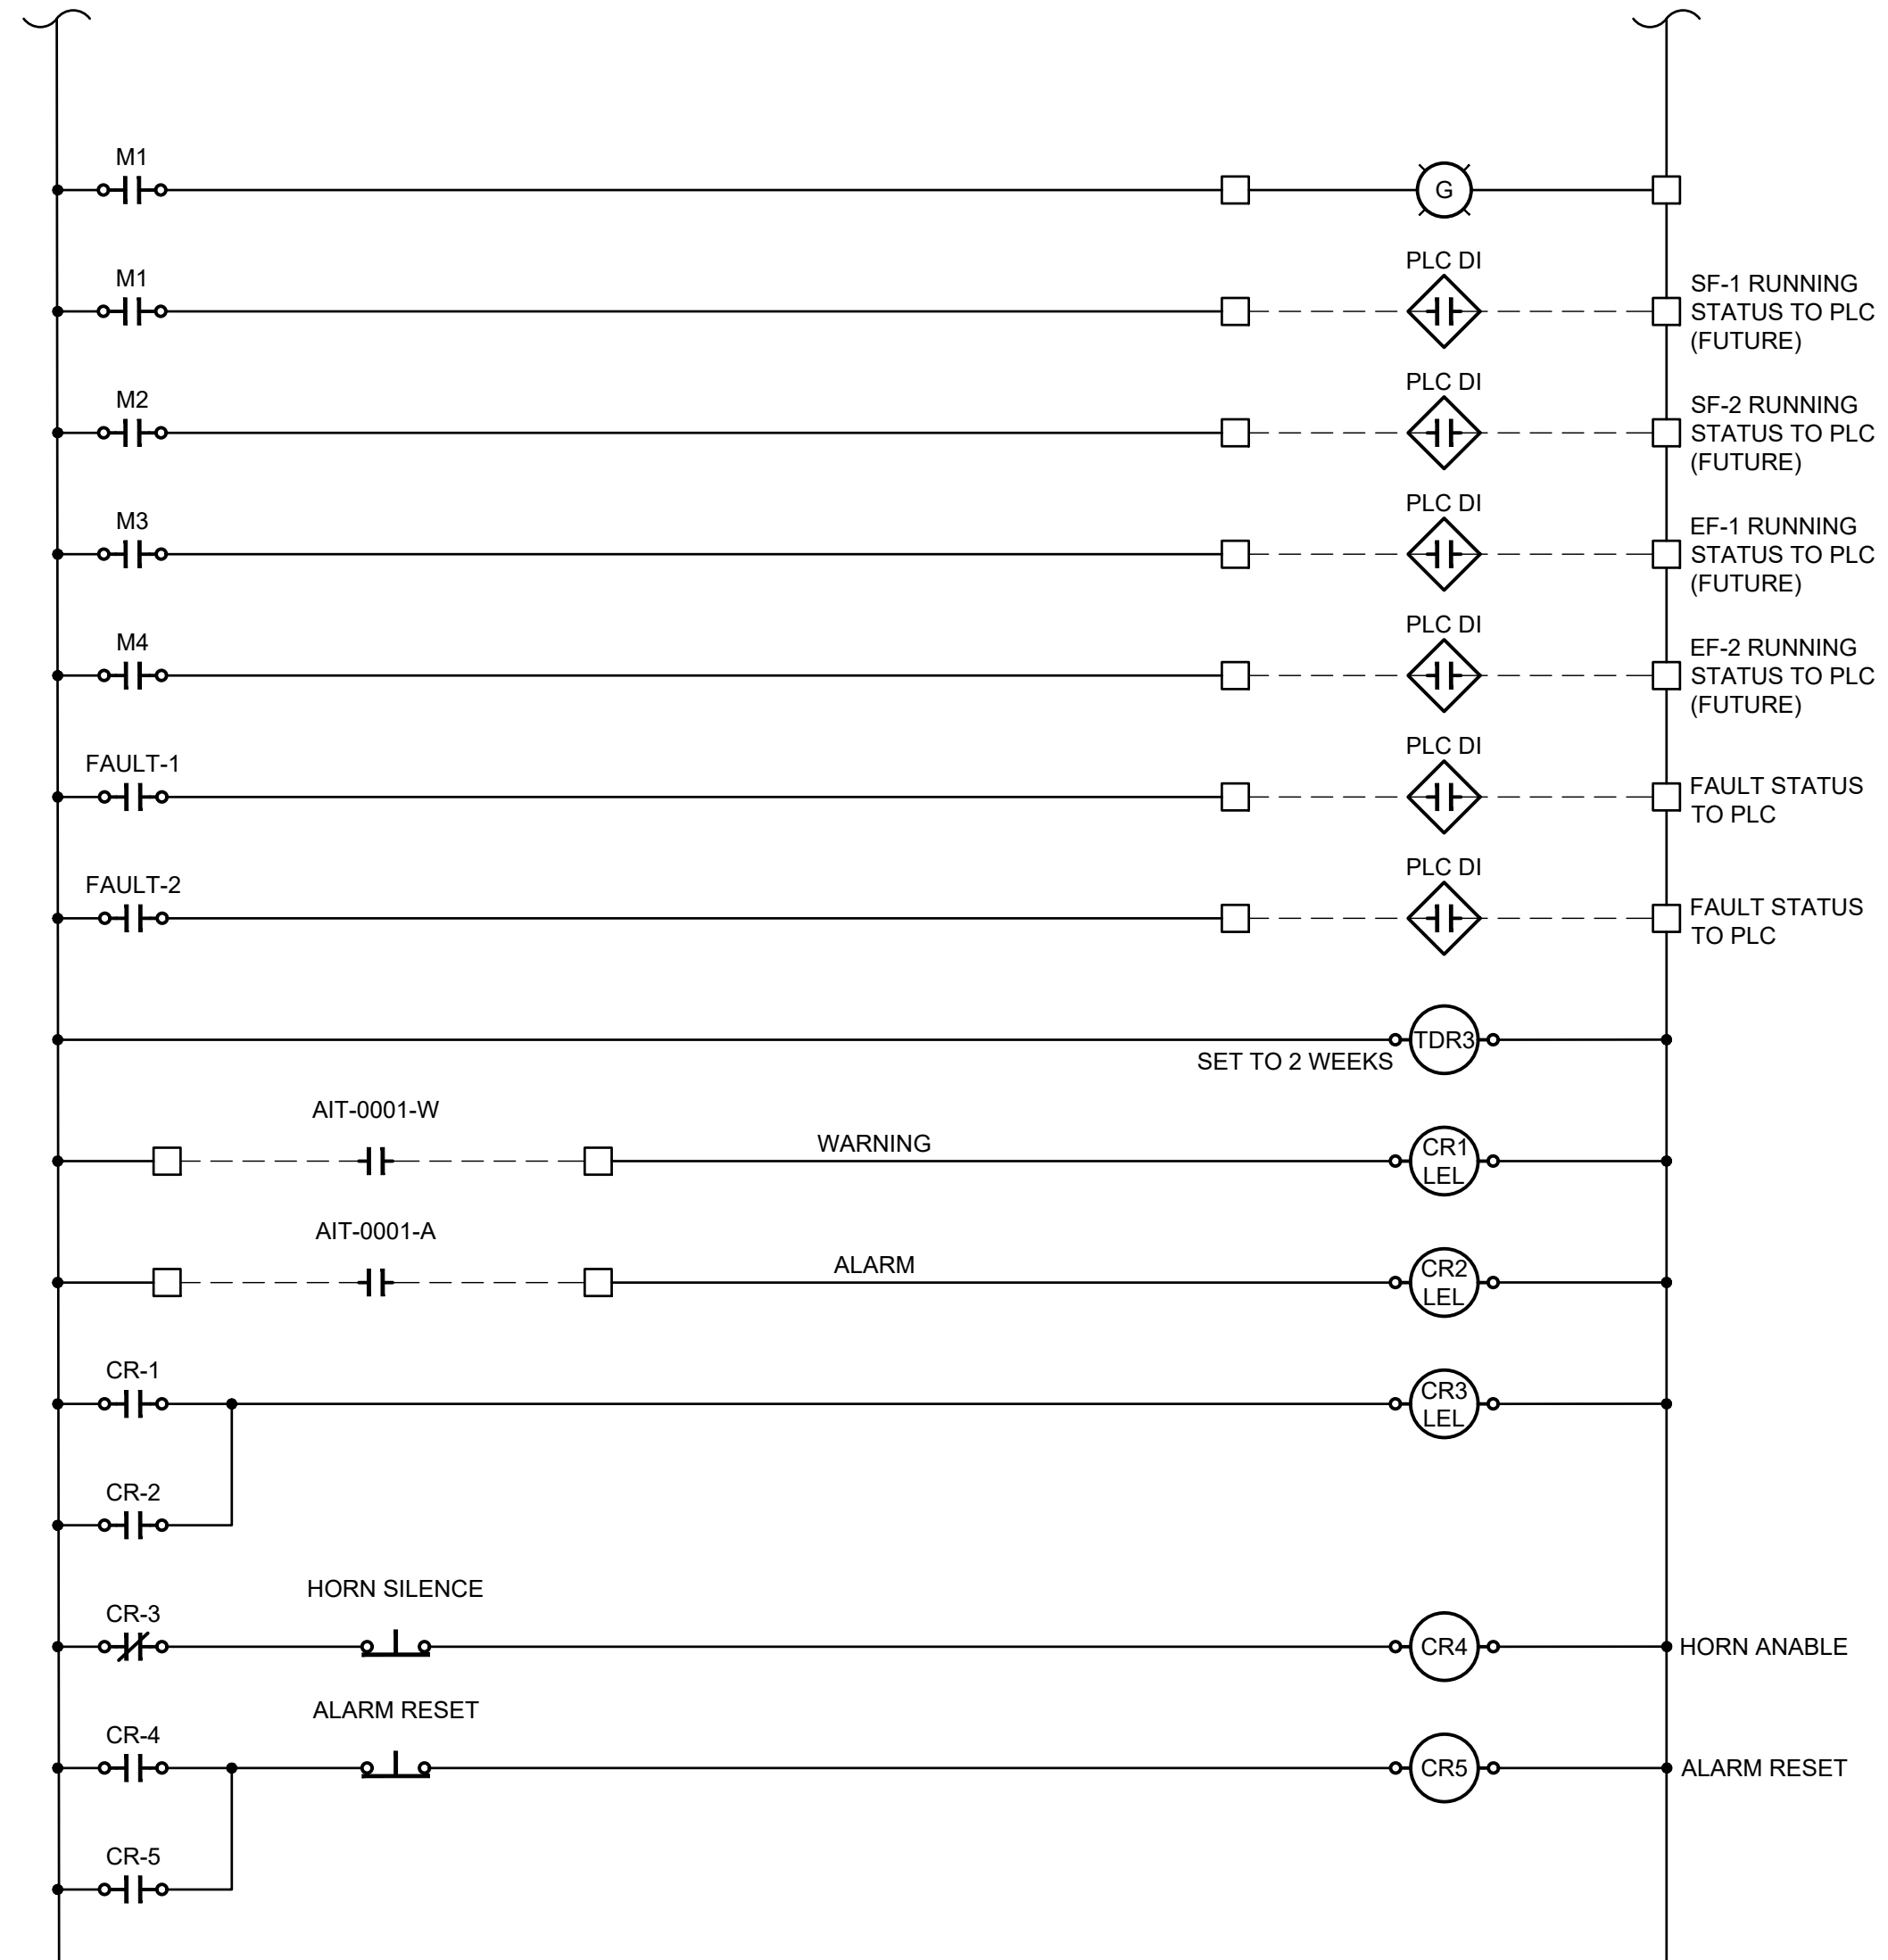 M1
G
M1
PLC DI
SF-1 RUNNING
STATUS TO PLC
(FUTURE)
M2
PLC DI
SF-2 RUNNING
STATUS TO PLC
(FUTURE)
M3
PLC DI
EF-1 RUNNING
STATUS TO PLC
(FUTURE)
M4
PLC DI
EF-2 RUNNING
STATUS TO PLC
(FUTURE)
FAULT-1
PLC DI
FAULT STATUS
TO PLC
FAULT-2
PLC DI
FAULT STATUS
TO PLC
TDR3
SET TO 2 WEEKS
AIT-0001-W
WARNING
CR1
LEL
AIT-0001-A
ALARM
CR2
LEL
CR-1
CR3
LEL
CR-2
HORN SILENCE
CR-3
CR4
HORN ANABLE
ALARM RESET
CR-4
CR5
ALARM RESET
CR-5